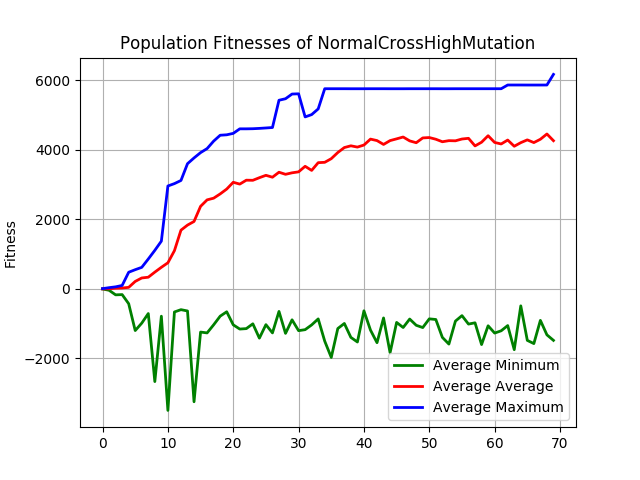 Population Fitnesses of NormalCrossHighMutation
Fitness
6000
4000
2000
0
−2000
0 10 20 30 40 50 60 70
Average Minimum
Average Average
Average Maximum